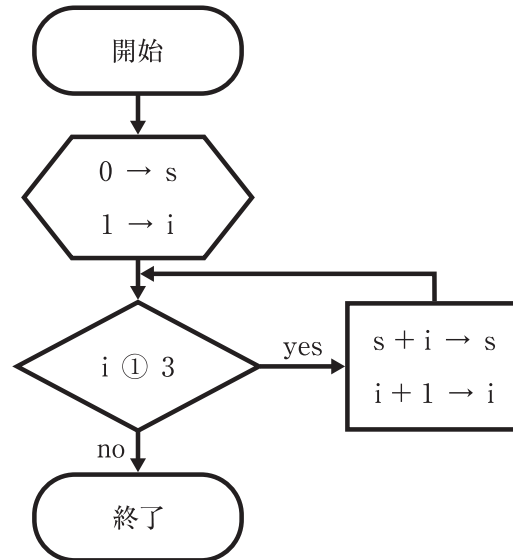 開始
0 → s
1 → i
i ① 3
yes
s + i → s
i + 1 → i
no
終了